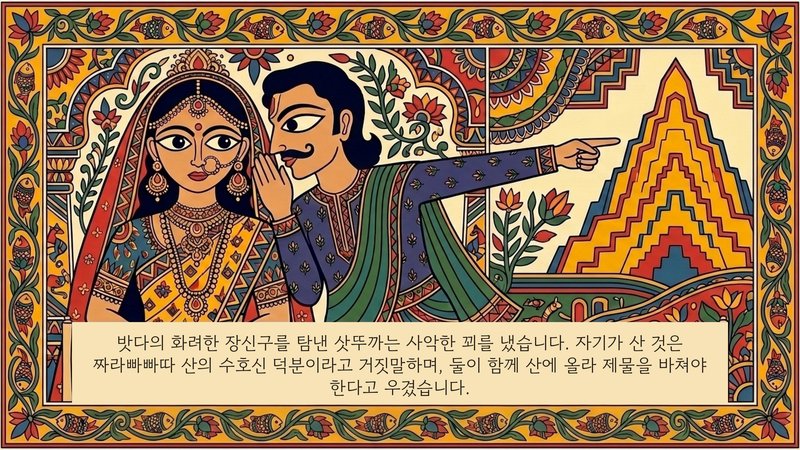 밧다의 화려한 장신구를 탐낸 삿뚜까는 사악한 꾀를 냈습니다. 자기가 산 것은
짜라빠빠따 산의 수호신 덕분이라고 거짓말하며, 둘이 함께 산에 올라 제물을 바쳐야
한다고 우겼습니다.